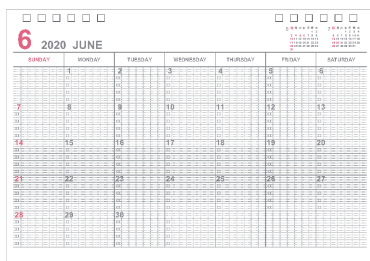 6 2020 JUNE
SUNDAY MONDAY TUESDAY WEDNESDAY THURSDAY FRIDAY SATURDAY
1 2 3 4 5 6
7 8 9 10 11 12 13
14 15 16 17 18 19 20
21 22 23 24 25 26 27
28 29 30